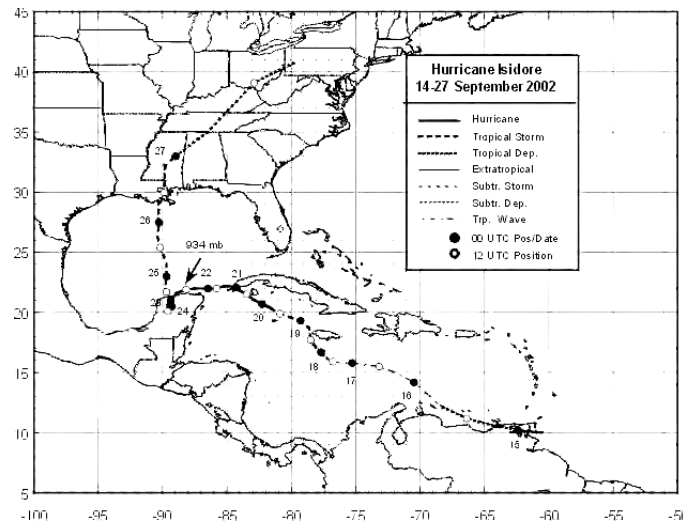 45
40
35
30
25
20
15
10
5
-100
-95
-90
-85
-80
-75
-70
-65
-60
-55
-50
Hurricane Isidore
14-27 September 2002
Hurricane
Tropical Storm
Tropical Dep.
Extratropical
Subtr. Storm
Subtr. Dep.
Trp. Wave
00 UTC Pos/Date
12 UTC Position
27
26
934 mb
25
22
21
23
24
20
19
18
17
16
15